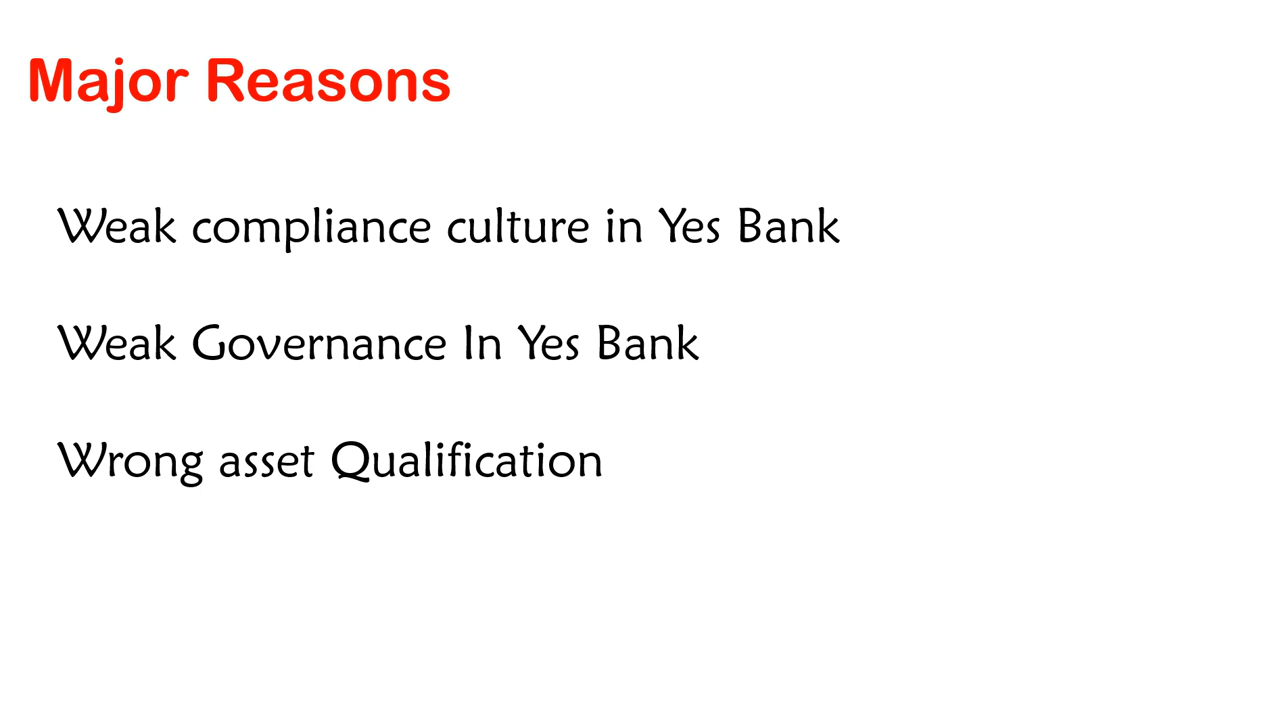 Major Reasons
Weak compliance culture in Yes Bank
Weak Governance In Yes Bank
Wrong asset Qualification